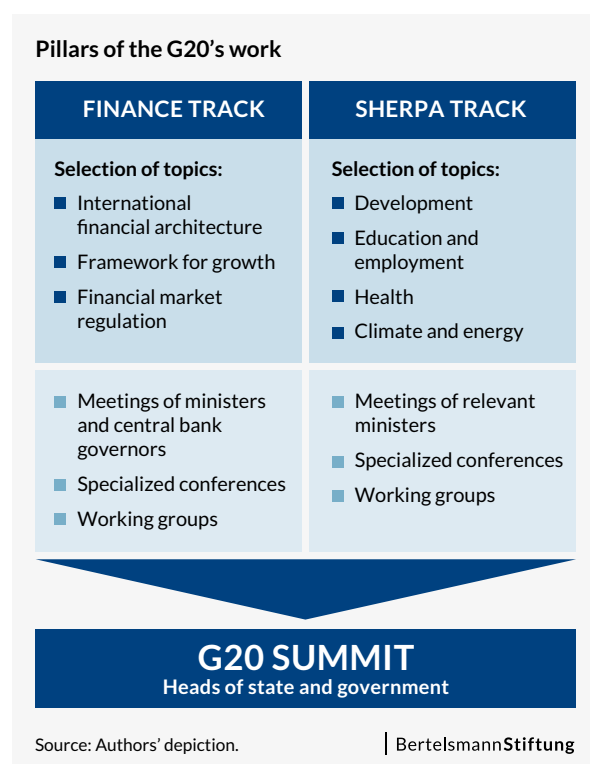 Pillars of the G20's work
FINANCE TRACK
Selection of topics:
International
financial architecture
Framework for growth
Financial market
regulation
Meetings of ministers
and central bank
governors
Specialized conferences
Working groups
SHERPA TRACK
Selection of topics:
Development
Education and
employment
Health
Climate and energy
Meetings of relevant
ministers
Specialized conferences
Working groups
G20 SUMMIT
Heads of state and government
Source: Authors' depiction.
BertelsmannStiftung